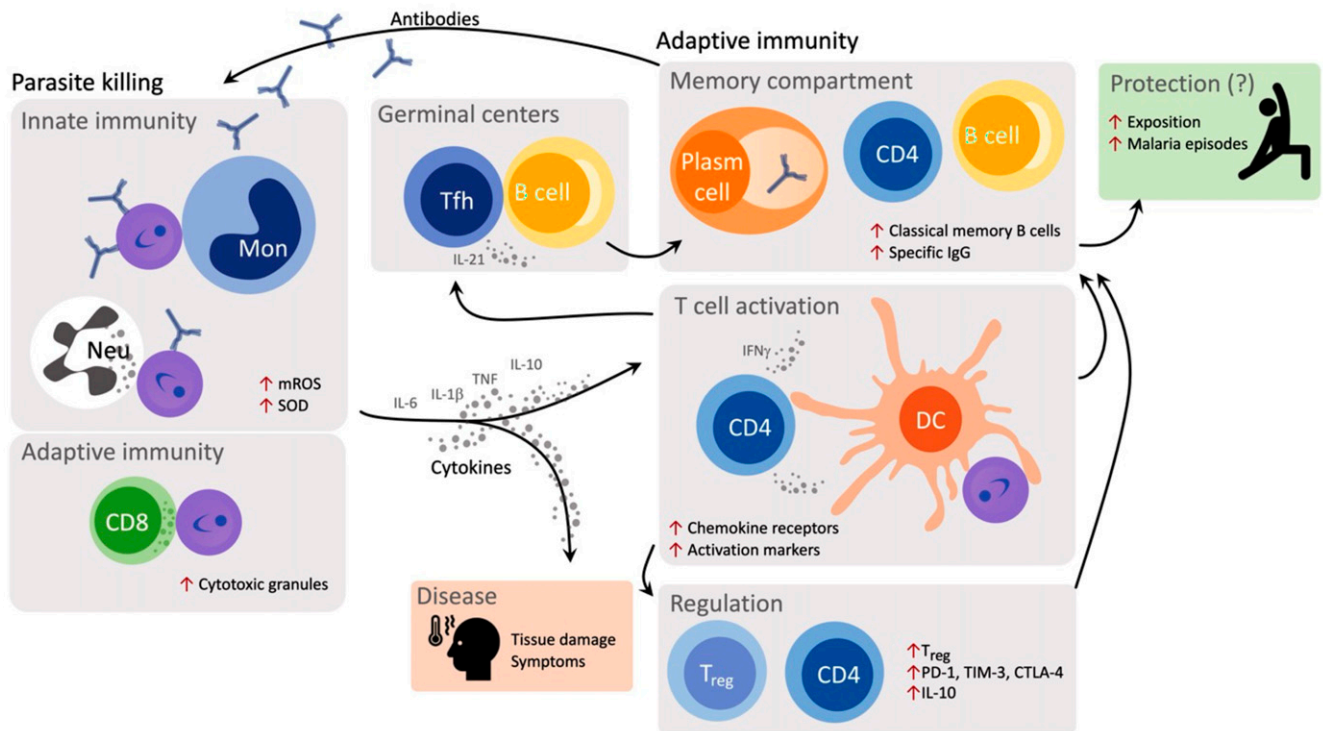 Antibodies
Parasite killing
Innate immunity
Mon
Neu
↑ mROS
↑ SOD
Adaptive immunity
CD8
↑ Cytotoxic granules
Germinal centers
Tfh
B cell
IL-21
IL-6
IL-1β
TNF
IL-10
Cytokines
Disease
Tissue damage
Symptoms
Adaptive immunity
Memory compartment
Plasm
cell
CD4
B cell
↑ Classical memory B cells
↑ Specific IgG
T cell activation
IFNγ
CD4
DC
↑ Chemokine receptors
↑ Activation markers
Regulation
Treg
CD4
↑Treg
↑PD-1, TIM-3, CTLA-4
↑IL-10
Protection (?)
↑ Exposition
↑ Malaria episodes